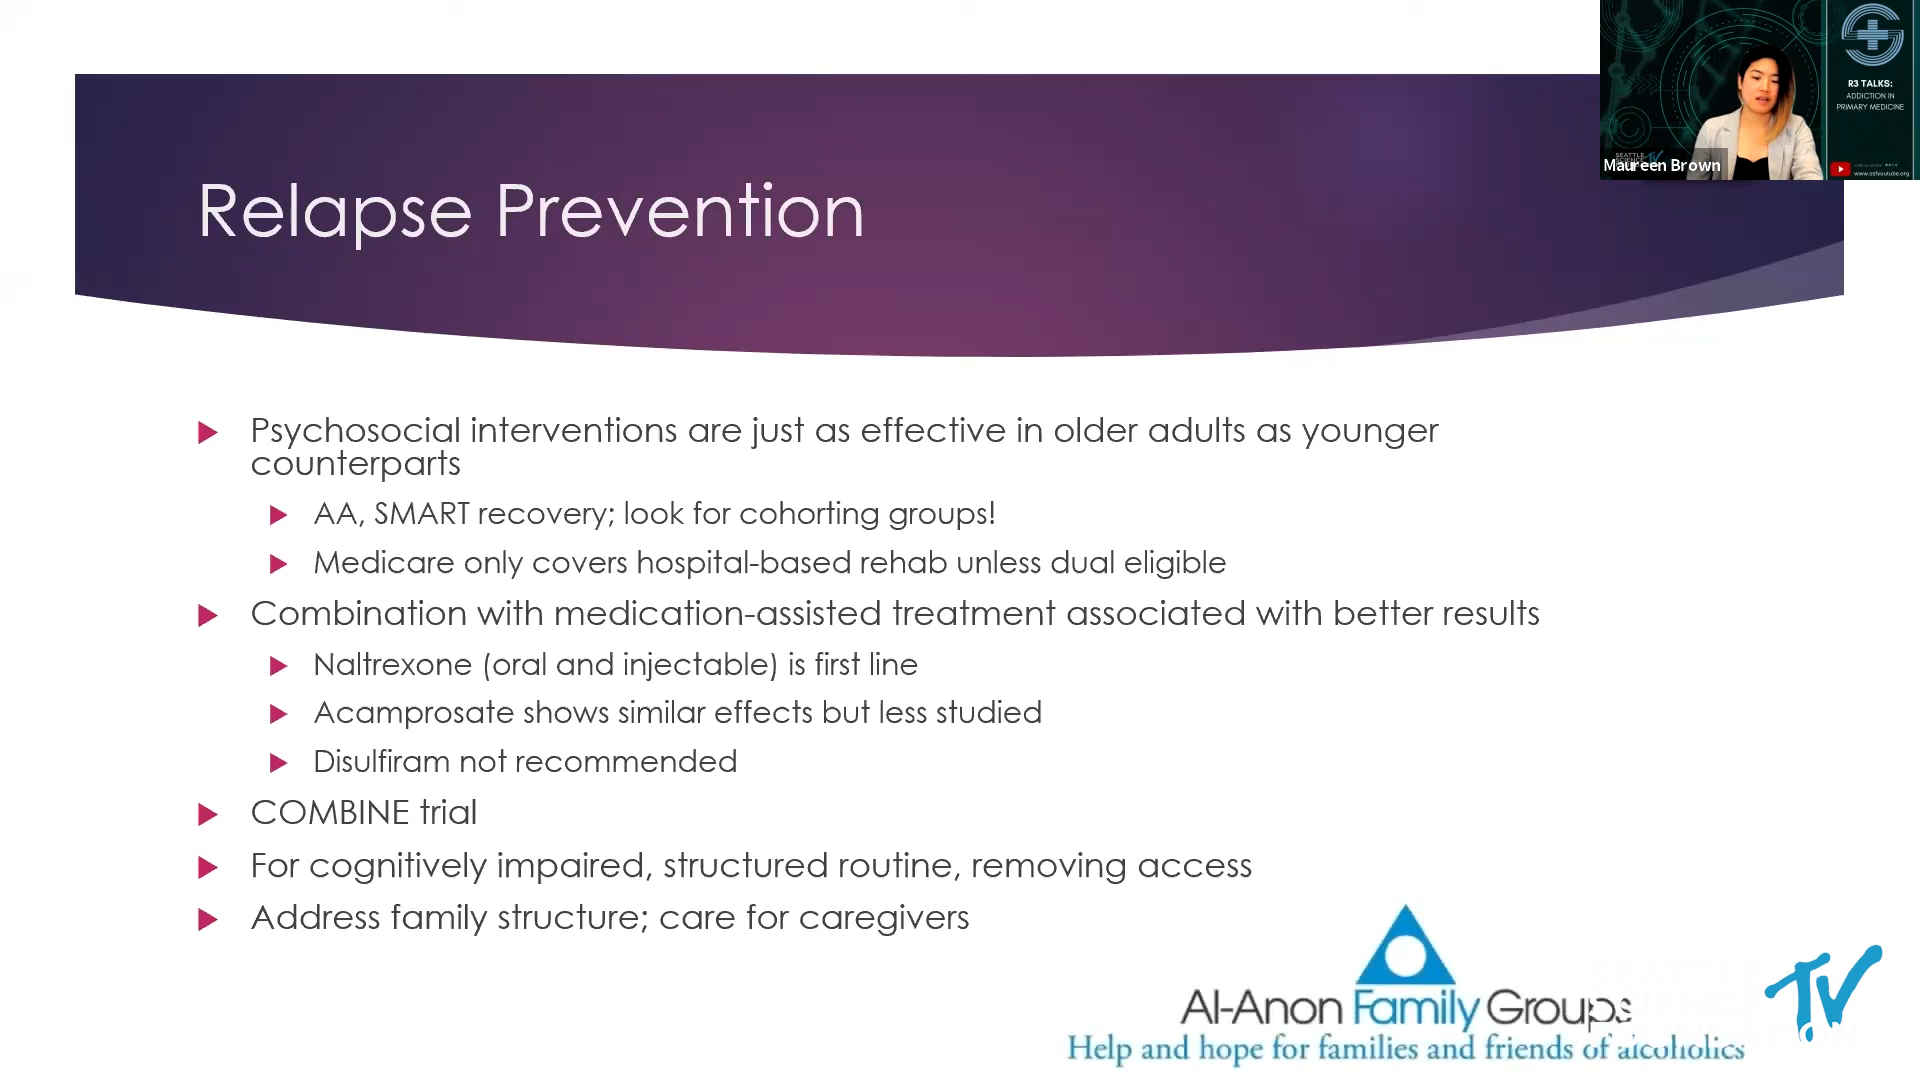 R3 TALKS:
ADDICTION IN
PRIMARY MEDICINE
Maureen Brown
www.ssfyoutube.org
Relapse Prevention
Psychosocial interventions are just as effective in older adults as younger
counterparts
AA, SMART recovery; look for cohorting groups!
Medicare only covers hospital-based rehab unless dual eligible
Combination with medication-assisted treatment associated with better results
Naltrexone (oral and injectable) is first line
Acamprosate shows similar effects but less studied
Disulfiram not recommended
COMBINE trial
For cognitively impaired, structured routine, removing access
Address family structure; care for caregivers
Al-Anon Family Groups
Help and hope for families and friends of alcoholics
TV